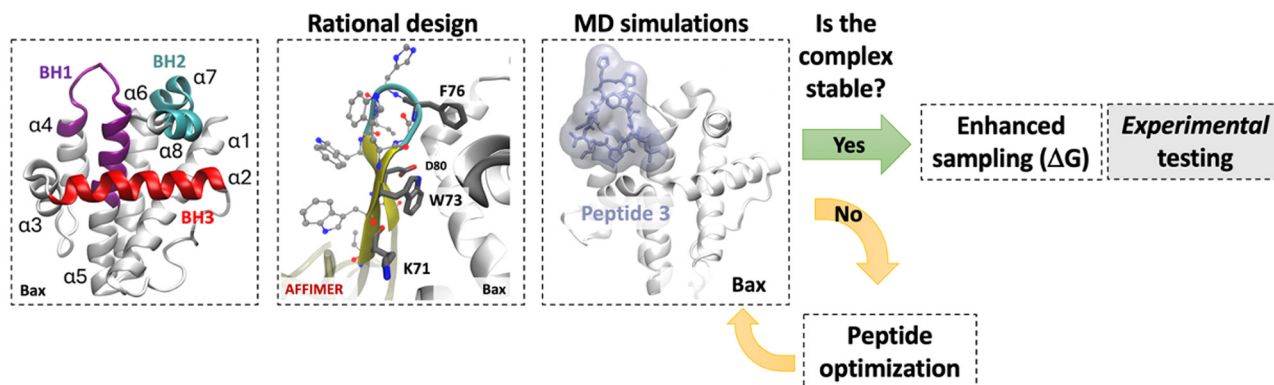 Rational design
MD simulations
Is the
complex
stable?
BH1
BH2
α7
α6
α4
α1
α8
α2
α3
BH3
α5
Bax
F76
D80
W73
K71
AFFIMER
Bax
Peptide 3
Bax
Yes
No
Enhanced
sampling (ΔG)
Experimental
testing
Peptide
optimization